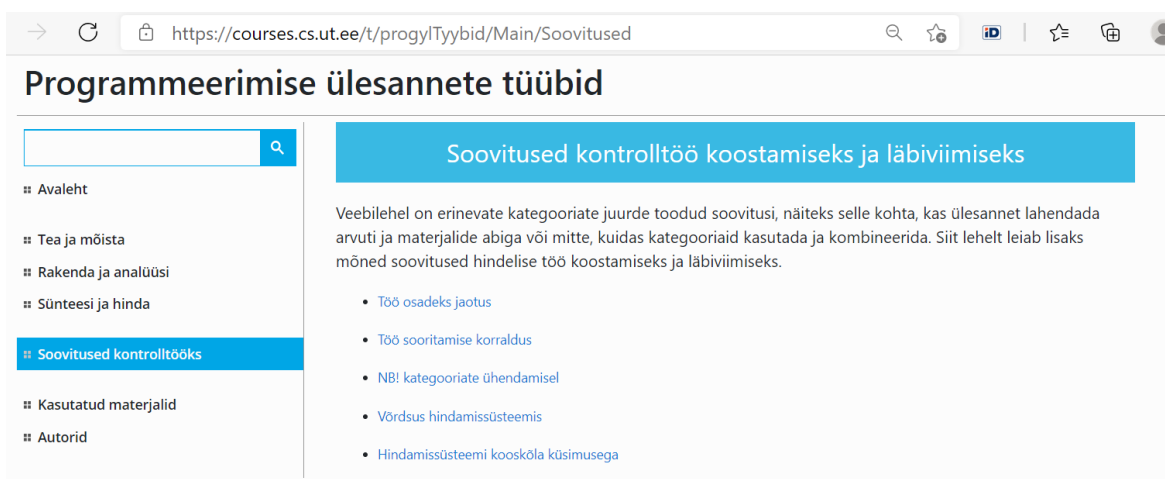 https://courses.cs.ut.ee/t/progylTyybid/Main/Soovitused
iD
Programmeerimise ülesannete tüübid
Avaleht
Tea ja mõista
Rakenda ja analüüsi
Sünteesi ja hinda
Soovitused kontrolltööks
Kasutatud materjalid
Autorid
Soovitused kontrolltöö koostamiseks ja läbiviimiseks
Veebilehel on erinevate kategooriate juurde toodud soovitusi, näiteks selle kohta, kas ülesannet lahendada
arvuti ja materjalide abiga või mitte, kuidas kategooriaid kasutada ja kombineerida. Siit lehelt leiab lisaks
mõned soovitused hindelise töö koostamiseks ja läbiviimiseks.
• Töö osadeks jaotus
• Töö sooritamise korraldus
• NB! kategooriate ühendamisel
• Võrdsus hindamissüsteemis
• Hindamissüsteemi kooskõla küsimusega